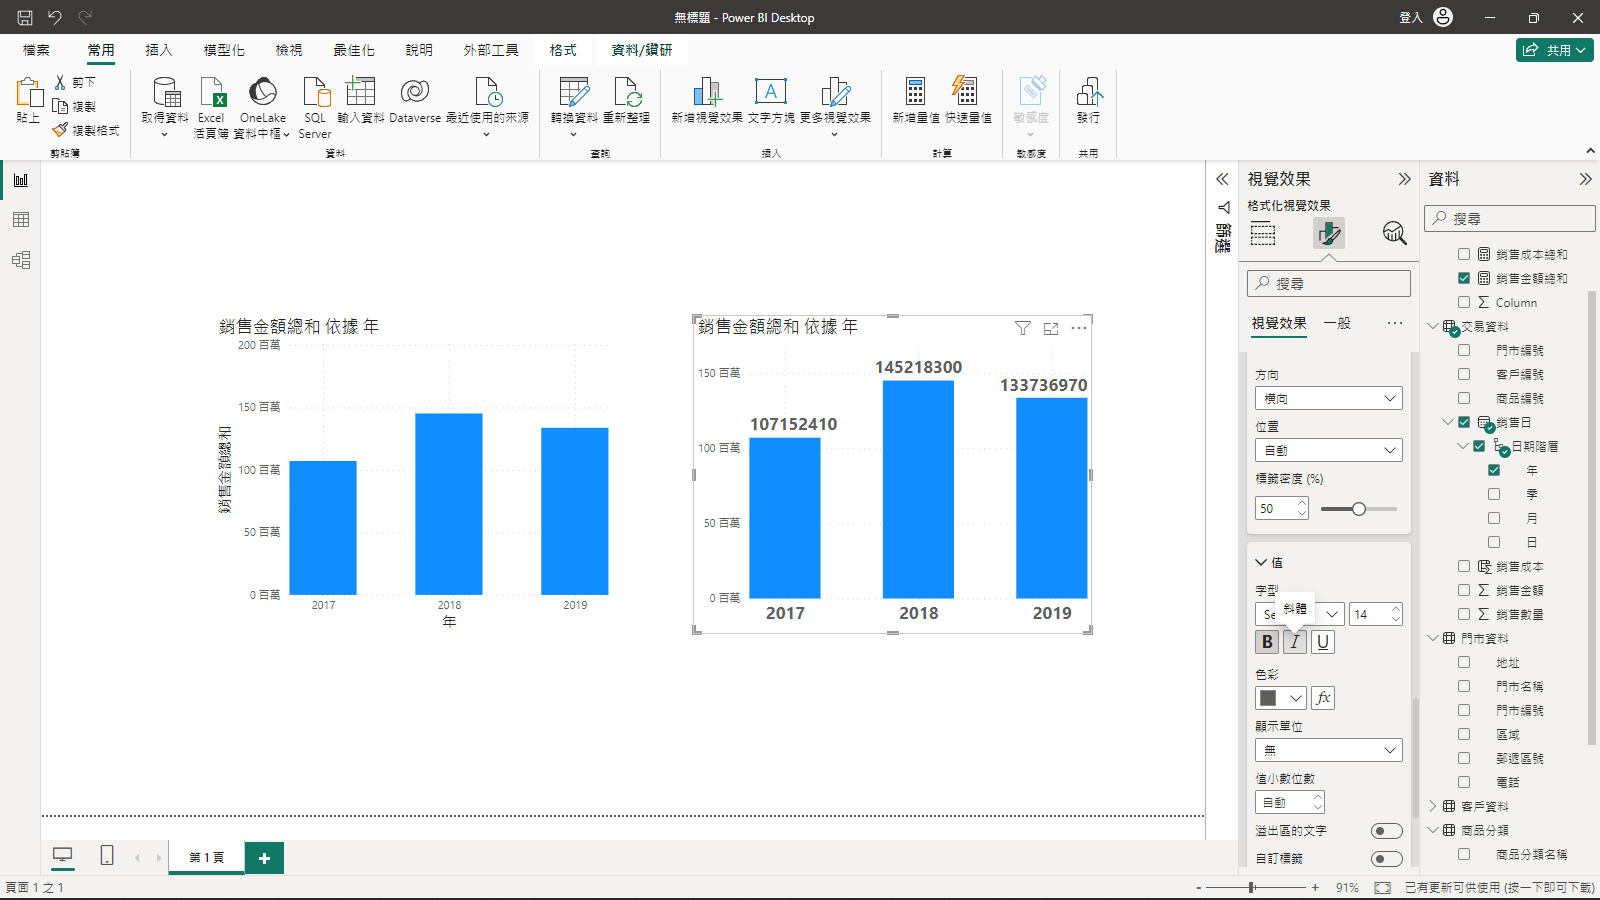 無標題 - Power BI Desktop
登入
檔案 常用 插入 模型化 檢視 最佳化 說明 外部工具 格式 資料/鑽研
共用
貼上
剪下
複製
複製格式
剪貼簿
取得資料
Excel
活頁簿
OneLake
資料中樞
SQL
Server
輸入資料
Dataverse
最近使用的來源
資料
轉換資料
重新整理
查詢
新增視覺效果
文字方塊
更多視覺效果
插入
新增量值
快速量值
計算
敏感度
敏感度
發行
共用
銷售金額總和 依據 年
200 百萬
150 百萬
100 百萬
50 百萬
0 百萬
銷售金額總和
2017 2018 2019
年
銷售金額總和 依據 年
150 百萬
100 百萬
50 百萬
0 百萬
107152410
145218300
133736970
2017 2018 2019
篩選
視覺效果
格式化視覺效果
搜尋
視覺效果 一般
方向
橫向
位置
自動
標籤密度 (%)
50
值
字型
Se
斜體
14
B I U
色彩
fx
顯示單位
無
值小數位數
自動
溢出區的文字
自訂標籤
資料
搜尋
銷售成本總和
銷售金額總和
Column
交易資料
門市編號
客戶編號
商品編號
銷售日
日期階層
年
季
月
日
銷售成本
銷售金額
銷售數量
門市資料
地址
門市名稱
門市編號
區域
郵遞區號
電話
客戶資料
商品分類
商品分類名稱
第 1 頁
頁面 1 之 1
- + 91%
已有更新可供使用 (按一下即可下載)